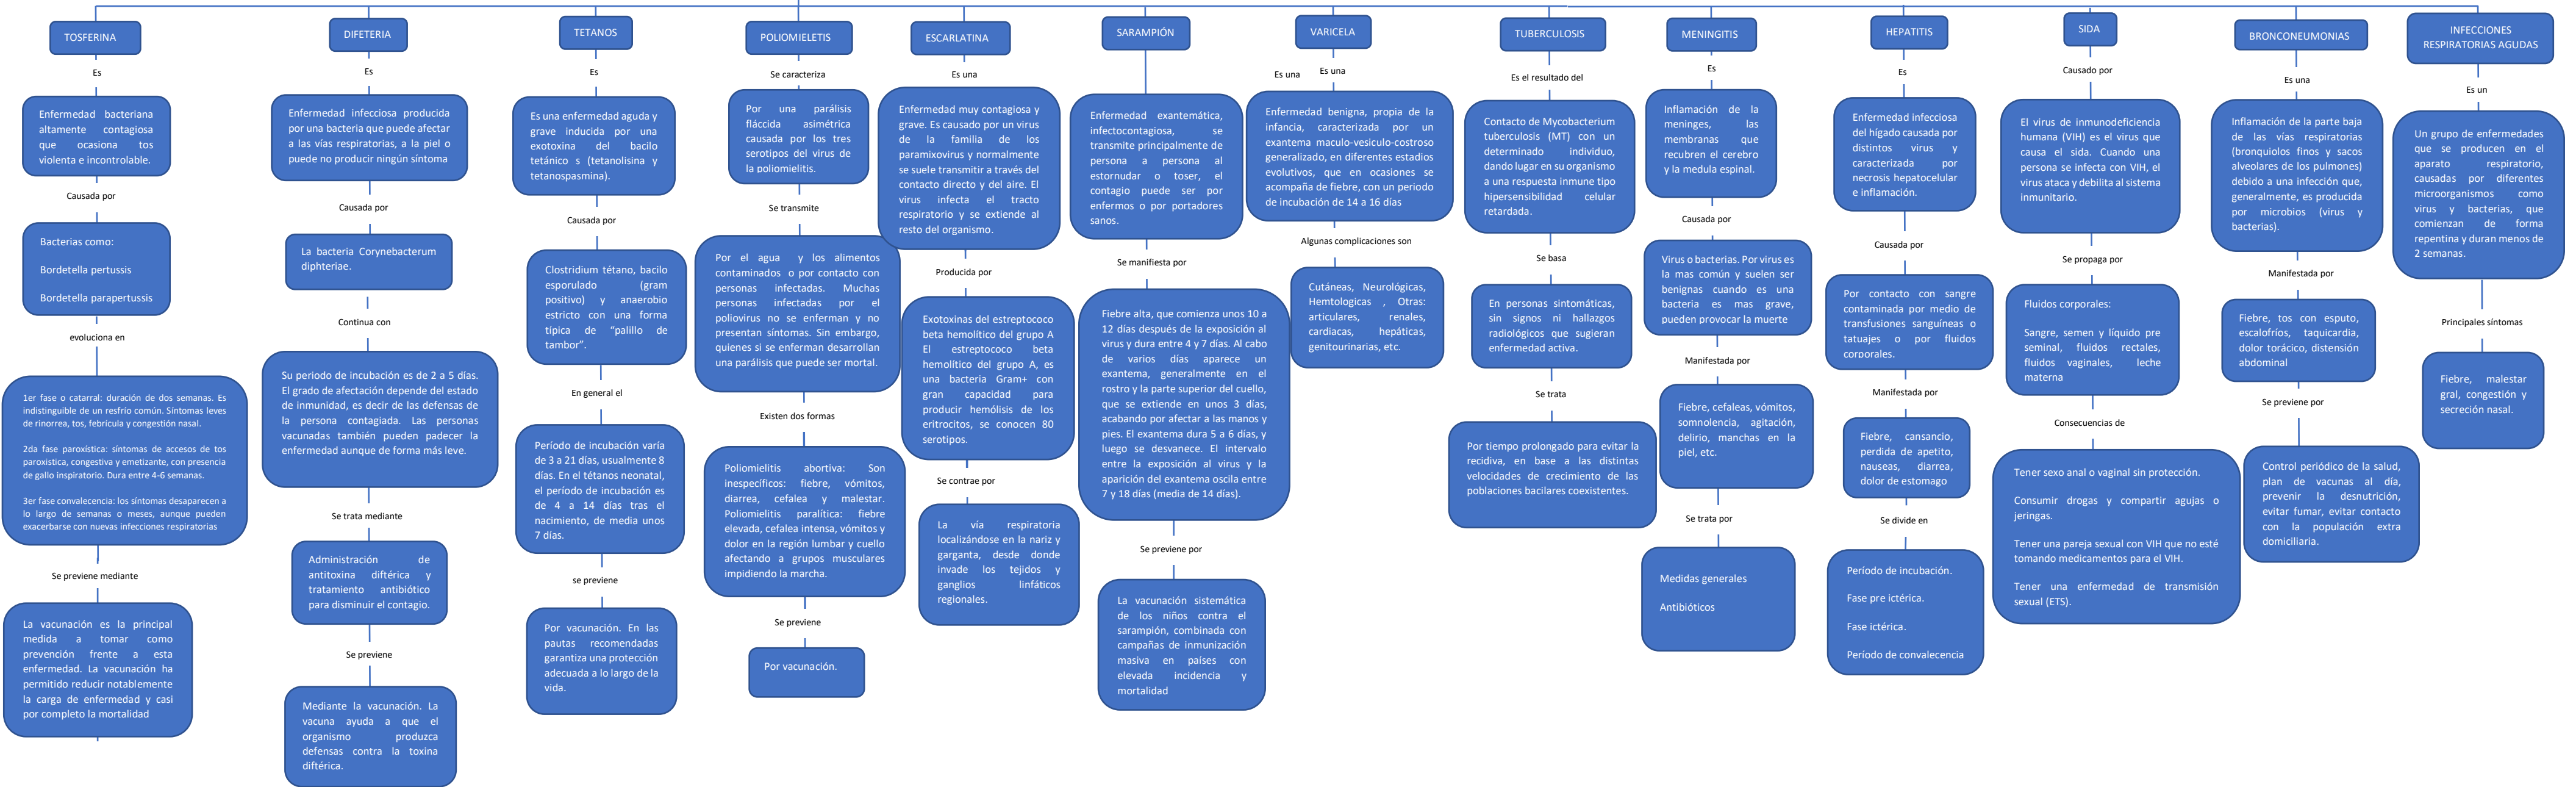 TOSFERINA
Es
Enfermedad bacteriana
altamente contagiosa
que ocasiona tos
violenta e incontrolable.
Causada por
Bacterias como:
Bordetella pertussis
Bordetella parapertussis
evoluciona en
1er fase o catarral: duración de dos semanas. Es
indistinguible de un resfrío común. Síntomas leves
de rinorrea, tos, febrícula y congestión nasal.
2da fase paroxística: síntomas de accesos de tos
paroxistica, congestiva y emetizante, con presencia
de gallo inspiratorio. Dura entre 4-6 semanas.
3er fase convalecencia: los síntomas desaparecen a
lo largo de semanas o meses, aunque pueden
exacerbarse con nuevas infecciones respiratorias
Se previene mediante
La vacunación es la principal
medida a tomar como
prevención frente a esta
enfermedad. La vacunación ha
permitido reducir notablemente
la carga de enfermedad y casi
por completo la mortalidad
DIFETERIA
Es
Enfermedad infecciosa producida
por una bacteria que puede afectar
a las vías respiratorias, a la piel o
puede no producir ningún síntoma
Causada por
La bacteria Corynebacterum
diphteriae.
Continua con
Su periodo de incubación es de 2 a 5 días.
El grado de afectación depende del estado
de inmunidad, es decir de las defensas de
la persona contagiada. Las personas
vacunadas también pueden padecer la
enfermedad aunque de forma más leve.
Se trata mediante
Administración de
antitoxina diftérica y
tratamiento antibiótico
para disminuir el contagio.
Se previene
Mediante la vacunación. La
vacuna ayuda a que el
organismo produzca
defensas contra la toxina
diftérica.
TETANOS
Es
Es una enfermedad aguda y
grave inducida por una
exotoxina del bacilo
tetánico s (tetanolisina y
tetanospasmina).
Causada por
Clostridium tétano, bacilo
esporulado (gram
positivo) y anaerobio
estricto con una forma
típica de “palillo de
tambor”.
En general el
Período de incubación varía
de 3 a 21 días, usualmente 8
días. En el tétanos neonatal,
el período de incubación es
de 4 a 14 días tras el
nacimiento, de media unos
7 días.
se previene
Por vacunación. En las
pautas recomendadas
garantiza una protección
adecuada a lo largo de la
vida.
POLIOMIELETIS
Se caracteriza
Por una parálisis
fláccida asimétrica
causada por los tres
serotipos del virus de
la poliomielitis.
Se transmite
Por el agua y los alimentos
contaminados o por contacto con
personas infectadas. Muchas
personas infectadas por el
poliovirus no se enferman y no
presentan síntomas. Sin embargo,
quienes si se enferman desarrollan
una parálisis que puede ser mortal.
Existen dos formas
Poliomielitis abortiva: Son
inespecíficos: fiebre, vómitos,
diarrea, cefalea y malestar.
Poliomielitis paralítica: fiebre
elevada, cefalea intensa, vómitos y
dolor en la región lumbar y cuello
afectando a grupos musculares
impidiendo la marcha.
Se previene
Por vacunación.
ESCARLATINA
Es una
Enfermedad muy contagiosa y
grave. Es causado por un virus
de la familia de los
paramixovirus y normalmente
se suele transmitir a través del
contacto directo y del aire. El
virus infecta el tracto
respiratorio y se extiende al
resto del organismo.
Producida por
Exotoxinas del estreptococo
beta hemolítico del grupo A
El estreptococo beta
hemolítico del grupo A, es
una bacteria Gram+ con
gran capacidad para
producir hemólisis de los
eritrocitos, se conocen 80
serotipos.
Se contrae por
La vía respiratoria
localizándose en la nariz y
garganta, desde donde
invade los tejidos y
ganglios linfáticos
regionales.
SARAMPIÓN
Enfermedad exantemática,
infectocontagiosa, se
transmite principalmente de
persona a persona al
estornudar o toser, el
contagio puede ser por
enfermos o por portadores
sanos.
Se manifiesta por
Fiebre alta, que comienza unos 10 a
12 días después de la exposición al
virus y dura entre 4 y 7 días. Al cabo
de varios días aparece un
exantema, generalmente en el
rostro y la parte superior del cuello,
que se extiende en unos 3 días,
acabando por afectar a las manos y
pies. El exantema dura 5 a 6 días, y
luego se desvanece. El intervalo
entre la exposición al virus y la
aparición del exantema oscila entre
7 y 18 días (media de 14 días).
Se previene por
La vacunación sistemática
de los niños contra el
sarampión, combinada con
campañas de inmunización
masiva en países con
elevada incidencia y
mortalidad
VARICELA
Es una Es una
Enfermedad benigna, propia de la
infancia, caracterizada por un
exantema maculo-vesiculo-costroso
generalizado, en diferentes estadios
evolutivos, que en ocasiones se
acompaña de fiebre, con un periodo
de incubación de 14 a 16 días
Algunas complicaciones son
Cutáneas, Neurológicas,
Hemtologicas , Otras:
articulares, renales,
cardiacas, hepáticas,
genitourinarias, etc.
TUBERCULOSIS
Es el resultado del
Contacto de Mycobacterium
tuberculosis (MT) con un
determinado individuo,
dando lugar en su organismo
a una respuesta inmune tipo
hipersensibilidad celular
retardada.
Se basa
En personas sintomáticas,
sin signos ni hallazgos
radiológicos que sugieran
enfermedad activa.
Se trata
Por tiempo prolongado para evitar la
recidiva, en base a las distintas
velocidades de crecimiento de las
poblaciones bacilares coexistentes.
MENINGITIS
Es
Inflamación de la
meninges, las
membranas que
recubren el cerebro
y la medula espinal.
Causada por
Virus o bacterias. Por virus es
la mas común y suelen ser
benignas cuando es una
bacteria es mas grave,
pueden provocar la muerte
Manifestada por
Fiebre, cefaleas, vómitos,
somnolencia, agitación,
delirio, manchas en la
piel, etc.
Se trata por
Medidas generales
Antibióticos
HEPATITIS
Es
Enfermedad infecciosa
del hígado causada por
distintos virus y
caracterizada por
necrosis hepatocelular
e inflamación.
Causada por
Por contacto con sangre
contaminada por medio de
transfusiones sanguíneas o
tatuajes o por fluidos
corporales.
Manifestada por
Fiebre, cansancio,
perdida de apetito,
nauseas, diarrea,
dolor de estomago
Se divide en
Período de incubación.
Fase pre ictérica.
Fase ictérica.
Período de convalecencia
SIDA
Causado por
El virus de inmunodeficiencia
humana (VIH) es el virus que
causa el sida. Cuando una
persona se infecta con VIH, el
virus ataca y debilita al sistema
inmunitario.
Se propaga por
Fluidos corporales:
Sangre, semen y líquido pre
seminal, fluidos rectales,
fluidos vaginales, leche
materna
Consecuencias de
Tener sexo anal o vaginal sin protección.
Consumir drogas y compartir agujas o
jeringas.
Tener una pareja sexual con VIH que no esté
tomando medicamentos para el VIH.
Tener una enfermedad de transmisión
sexual (ETS).
BRONCONEUMONIAS
Es una
Inflamación de la parte baja
de las vías respiratorias
(bronquiolos finos y sacos
alveolares de los pulmones)
debido a una infección que,
generalmente, es producida
por microbios (virus y
bacterias).
Manifestada por
Fiebre, tos con esputo,
escalofríos, taquicardia,
dolor torácico, distensión
abdominal
Se previene por
Control periódico de la salud,
plan de vacunas al día,
prevenir la desnutrición,
evitar fumar, evitar contacto
con la población extra
domiciliaria.
INFECCIONES
RESPIRATORIAS AGUDAS
Es un
Un grupo de enfermedades
que se producen en el
aparato respiratorio,
causadas por diferentes
microorganismos como
virus y bacterias, que
comienzan de forma
repentina y duran menos de
2 semanas.
Principales síntomas
Fiebre, malestar
gral, congestión y
secreción nasal.